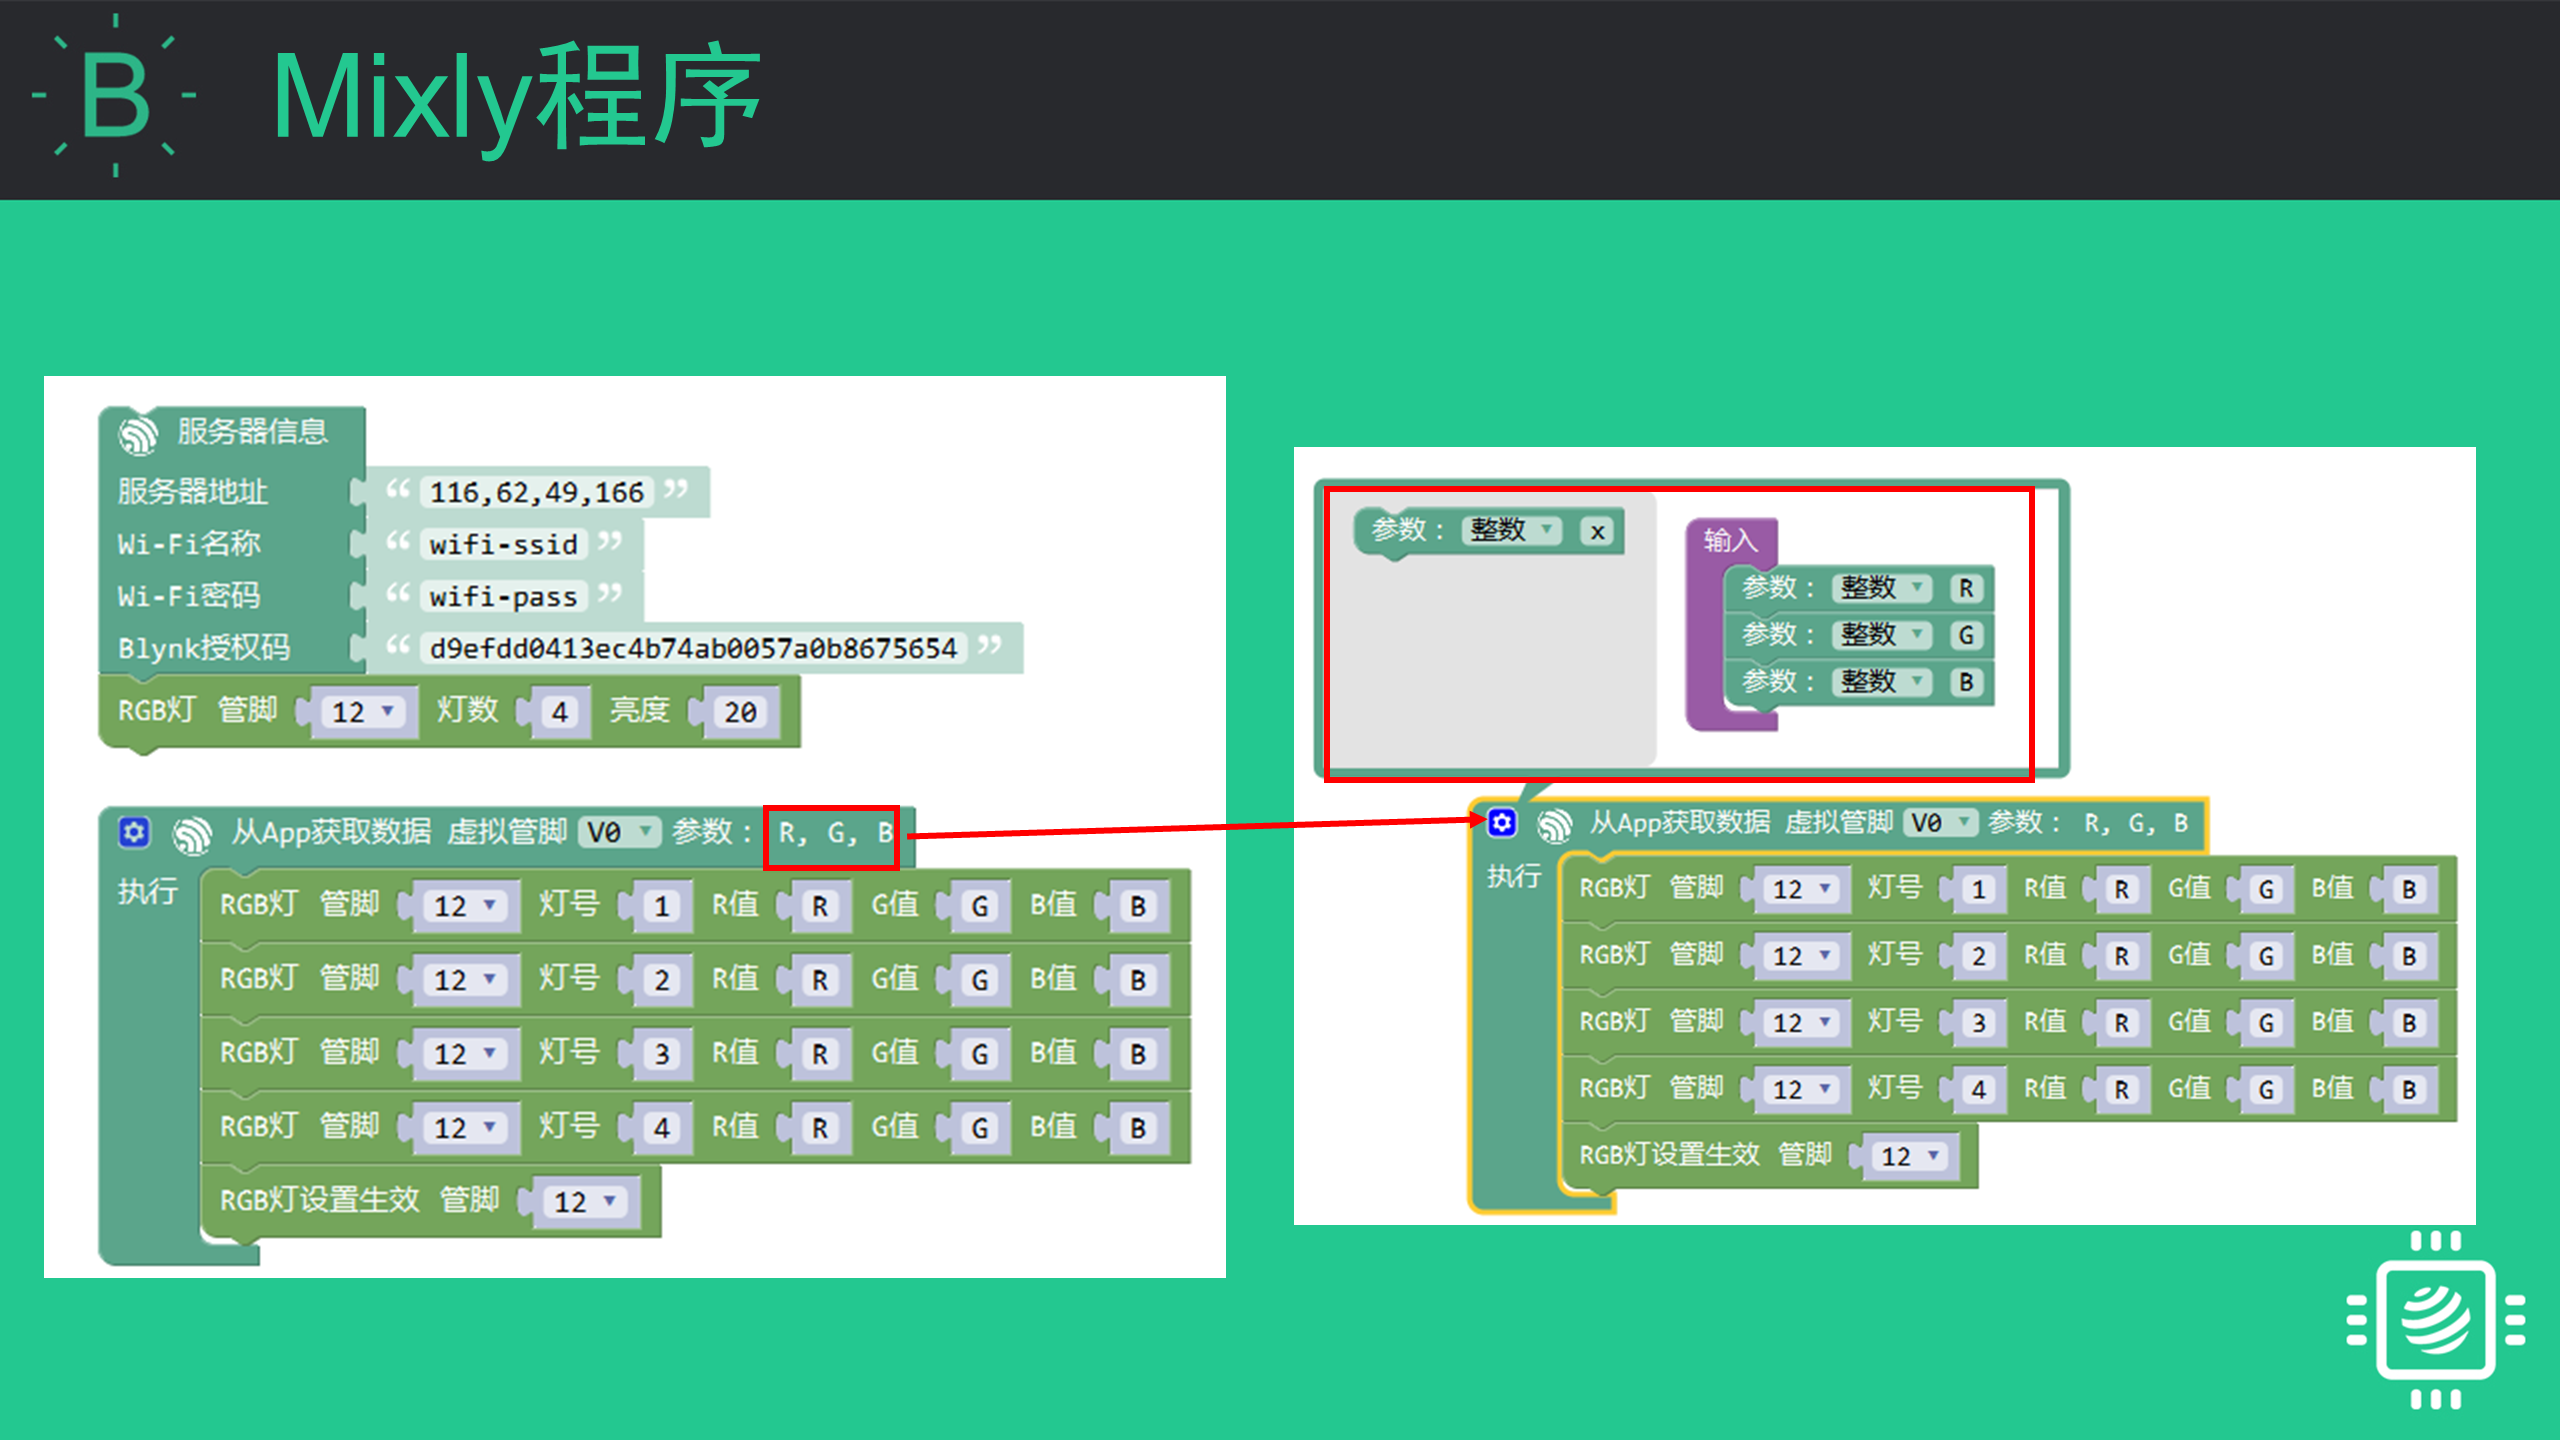 B
Mixly程序
服务器信息
服务器地址 “ 116,62,49,166 ”
Wi-Fi名称 “ wifi-ssid ”
Wi-Fi密码 “ wifi-pass ”
Blynk授权码 “ d9efdd0413ec4b74ab0057a0b8675654 ”
RGB灯 管脚 12 灯数 4 亮度 20
从App获取数据 虚拟管脚 V0 参数： R, G, B
执行 RGB灯 管脚 12 灯号 1 R值 R G值 G B值 B
RGB灯 管脚 12 灯号 2 R值 R G值 G B值 B
RGB灯 管脚 12 灯号 3 R值 R G值 G B值 B
RGB灯 管脚 12 灯号 4 R值 R G值 G B值 B
RGB灯设置生效 管脚 12
参数： 整数 x
输入
参数： 整数 R
参数： 整数 G
参数： 整数 B
从App获取数据 虚拟管脚 V0 参数： R, G, B
执行 RGB灯 管脚 12 灯号 1 R值 R G值 G B值 B
RGB灯 管脚 12 灯号 2 R值 R G值 G B值 B
RGB灯 管脚 12 灯号 3 R值 R G值 G B值 B
RGB灯 管脚 12 灯号 4 R值 R G值 G B值 B
RGB灯设置生效 管脚 12